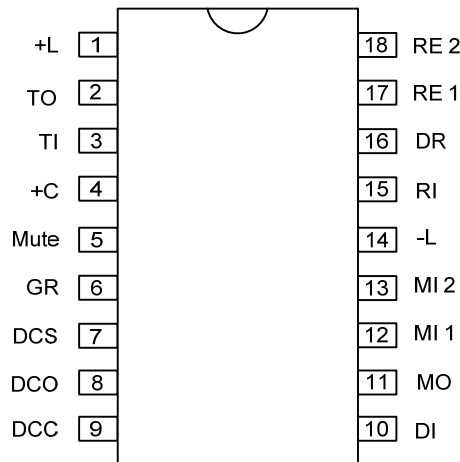 +L 1 18 RE 2
TO 2 17 RE 1
TI 3 16 DR
+C 4 15 RI
Mute 5 14 -L
GR 6 13 MI 2
DCS 7 12 MI 1
DCO 8 11 MO
DCC 9 10 DI